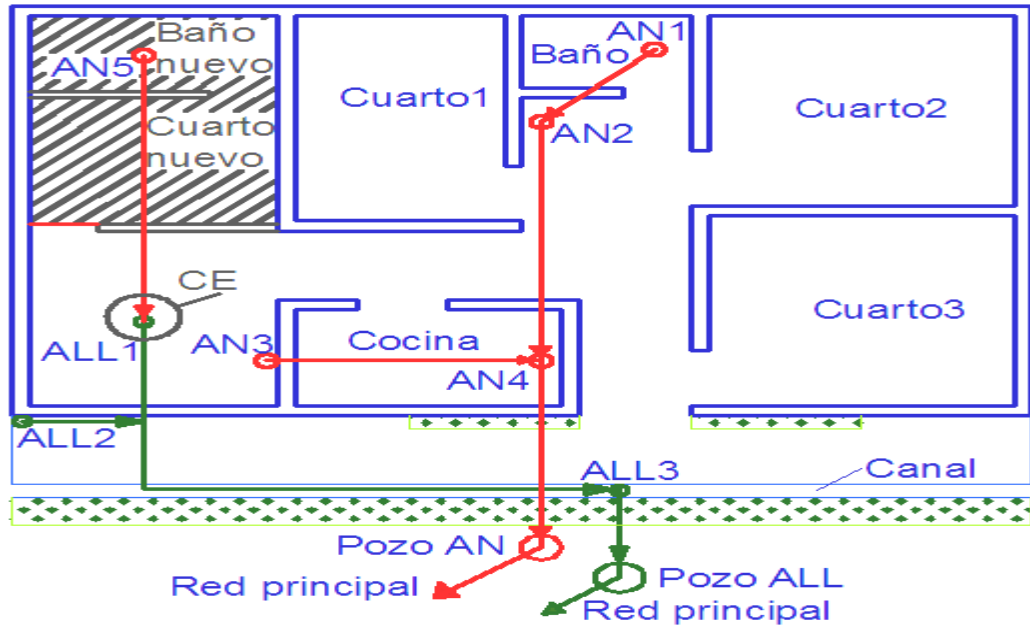 Baño
nuevo
AN5
AN1
Baño
Cuarto1
Cuarto2
AN2
Cuarto
nuevo
CE
Cuarto3
ALL1
AN3
Cocina
AN4
ALL2
ALL3
Canal
Pozo AN
Pozo ALL
Red principal
Red principal